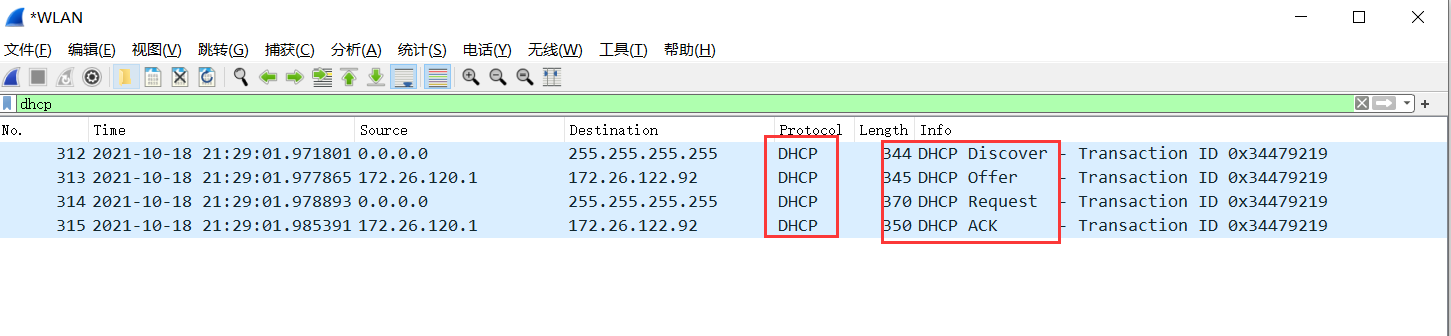 *WLAN
文件(F) 编辑(E) 视图(V) 跳转(G) 捕获(C) 分析(A) 统计(S) 电话(Y) 无线(W) 工具(T) 帮助(H)
dhcp
No. Time Source Destination Protocol Length Info
312 2021-10-18 21:29:01.971801 0.0.0.0 255.255.255.255 DHCP 344 DHCP Discover - Transaction ID 0x34479219
313 2021-10-18 21:29:01.977865 172.26.120.1 172.26.122.92 DHCP 345 DHCP Offer - Transaction ID 0x34479219
314 2021-10-18 21:29:01.978893 0.0.0.0 255.255.255.255 DHCP 370 DHCP Request - Transaction ID 0x34479219
315 2021-10-18 21:29:01.985391 172.26.120.1 172.26.122.92 DHCP 350 DHCP ACK - Transaction ID 0x34479219